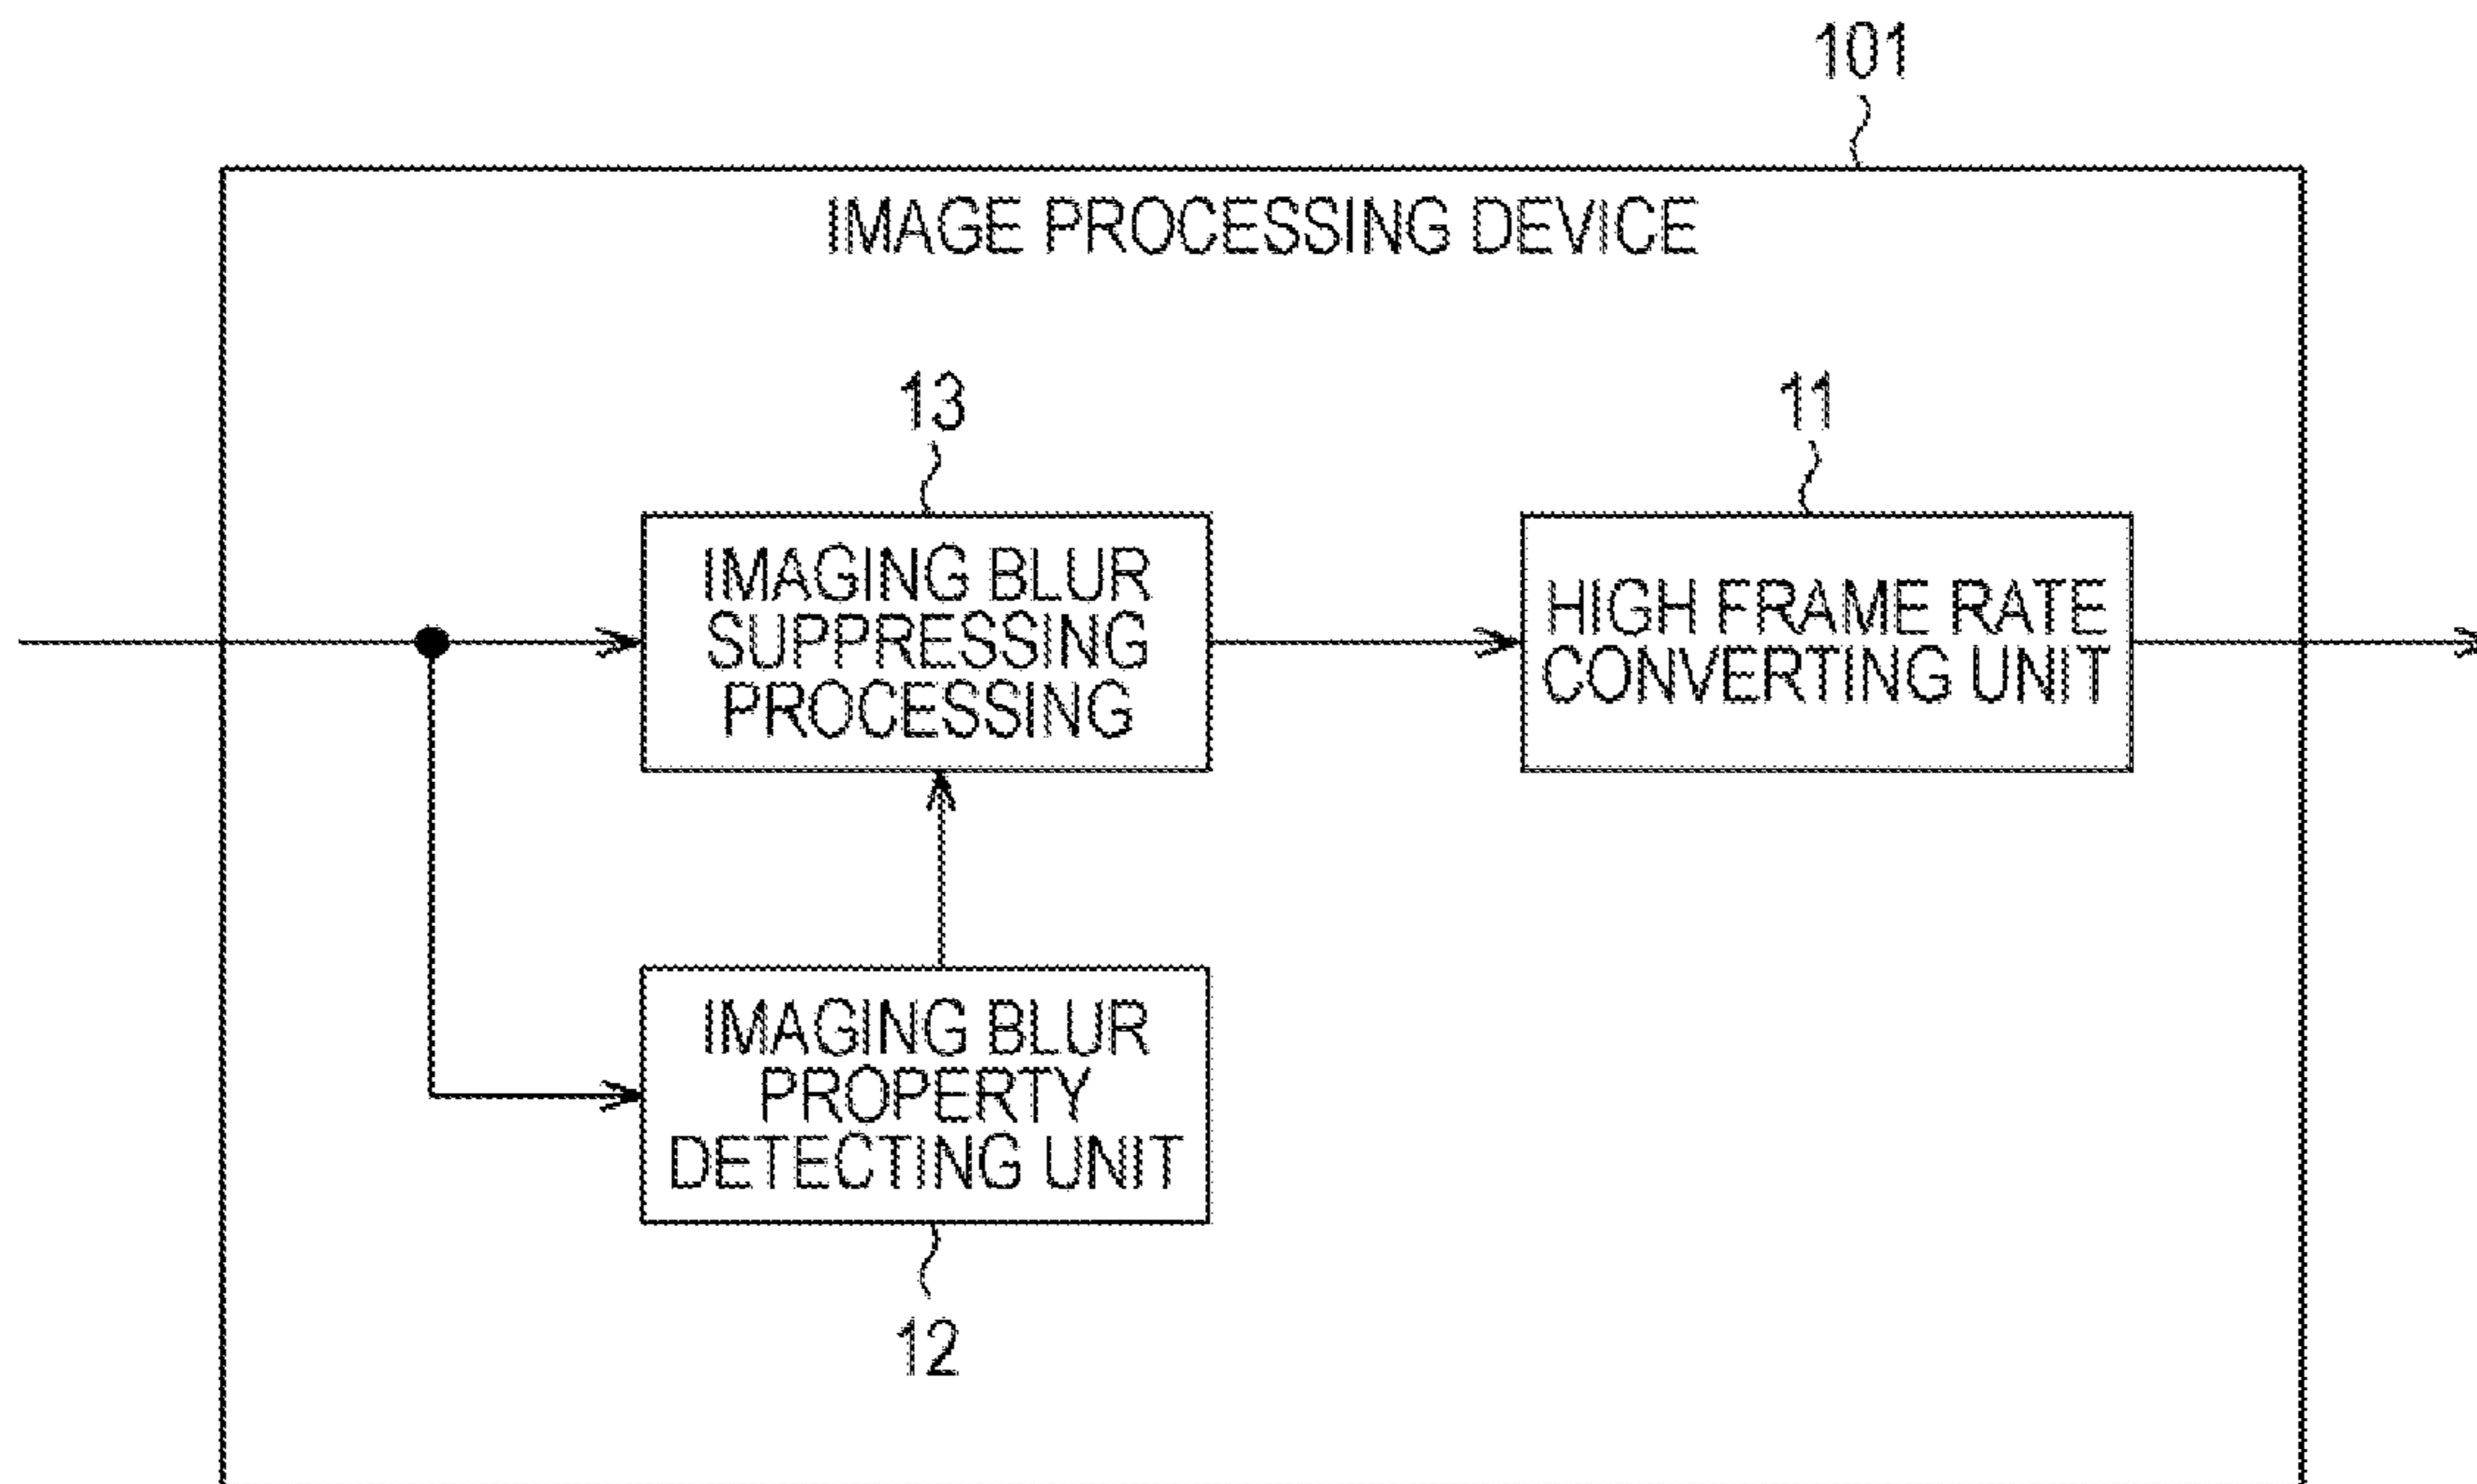 101
IMAGE PROCESSING DEVICE
13
11
IMAGING BLUR
SUPPRESSING
PROCESSING
HIGH FRAME RATE
CONVERTING UNIT
IMAGING BLUR
PROPERTY
DETECTING UNIT
12